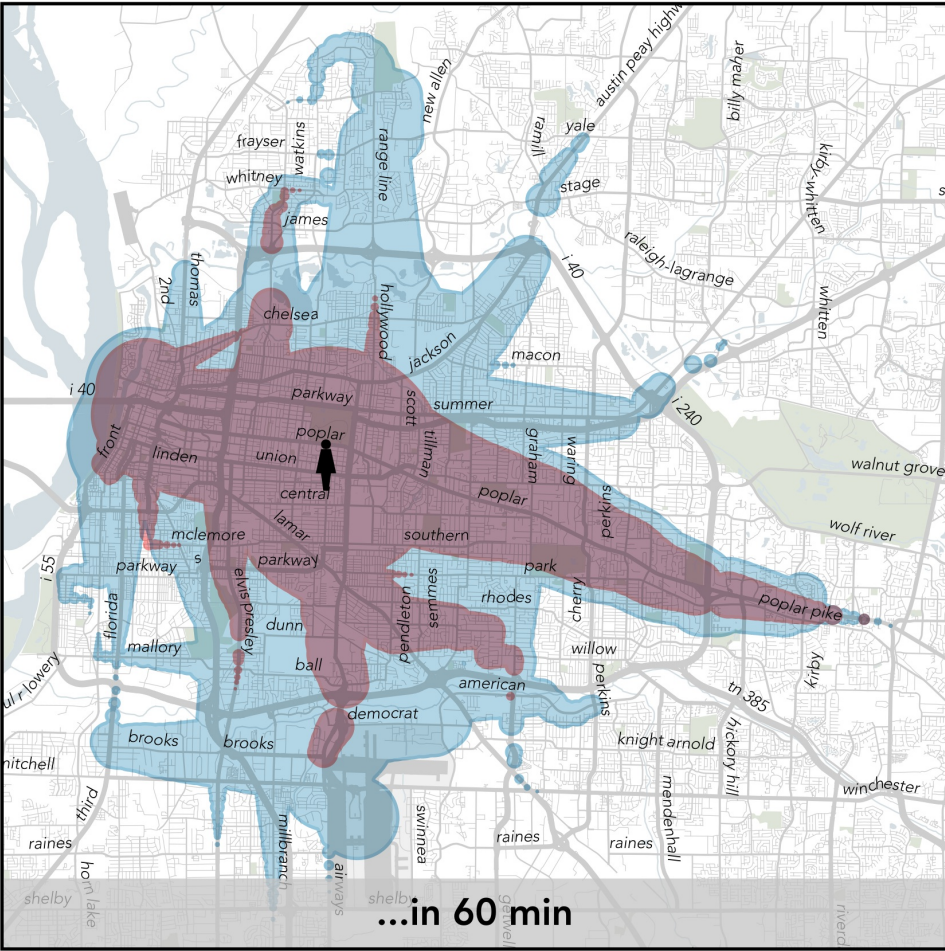 austin peay highw
new allen
billy maher
yale
ramill
frayser
watkins
range line
kirby-whitten
whitney
stage
s
james
raleigh-lagrange
i 40
thomas
2nd
hollywood
whitten
chelsea
jackson
macon
i 40
parkway
scott
summer
i 240
front
poplar
tillman
graham
waring
linden
union
walnut grove
central
poplar
perkins
lamar
wolf river
mclemore
southern
s
parkway
parkway
park
i 55
elvis presley
semmes
rhodes
cherry
poplar pike
florida
dunn
pendleton
mallory
willow
ball
kirby
ul r lowery
american
perkins
tn 385
democrat
brooks
brooks
knight arnold
hickory hill
mitchell
winchester
third
millbranch
swinnea
mendenhall
raines
raines
raines
horn lake
airways
shelby
shelby
getwell
riverd
...in 60 min